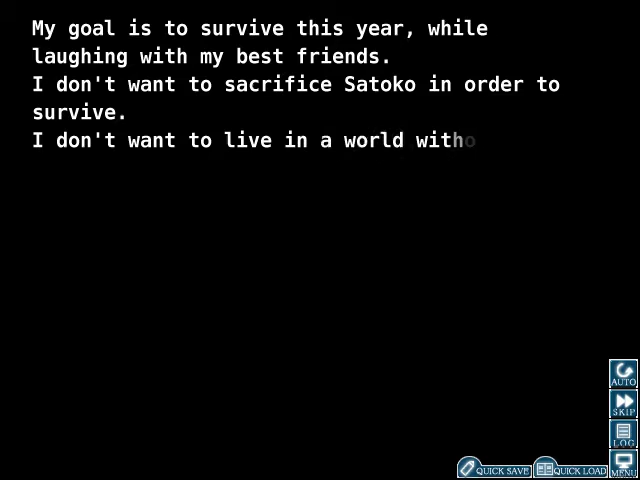 My goal is to survive this year, while
laughing with my best friends.
I don't want to sacrifice Satoko in order to
survive.
I don't want to live in a world witho
AUTO
SKIP
LOG
QUICK SAVE
QUICK LOAD
MENU